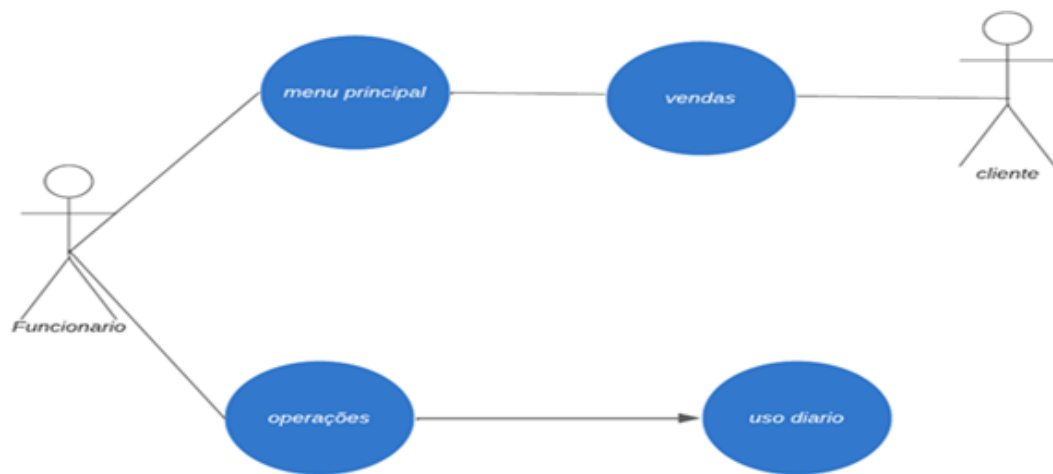 menu principal
vendas
cliente
Funcionario
operações
uso diario